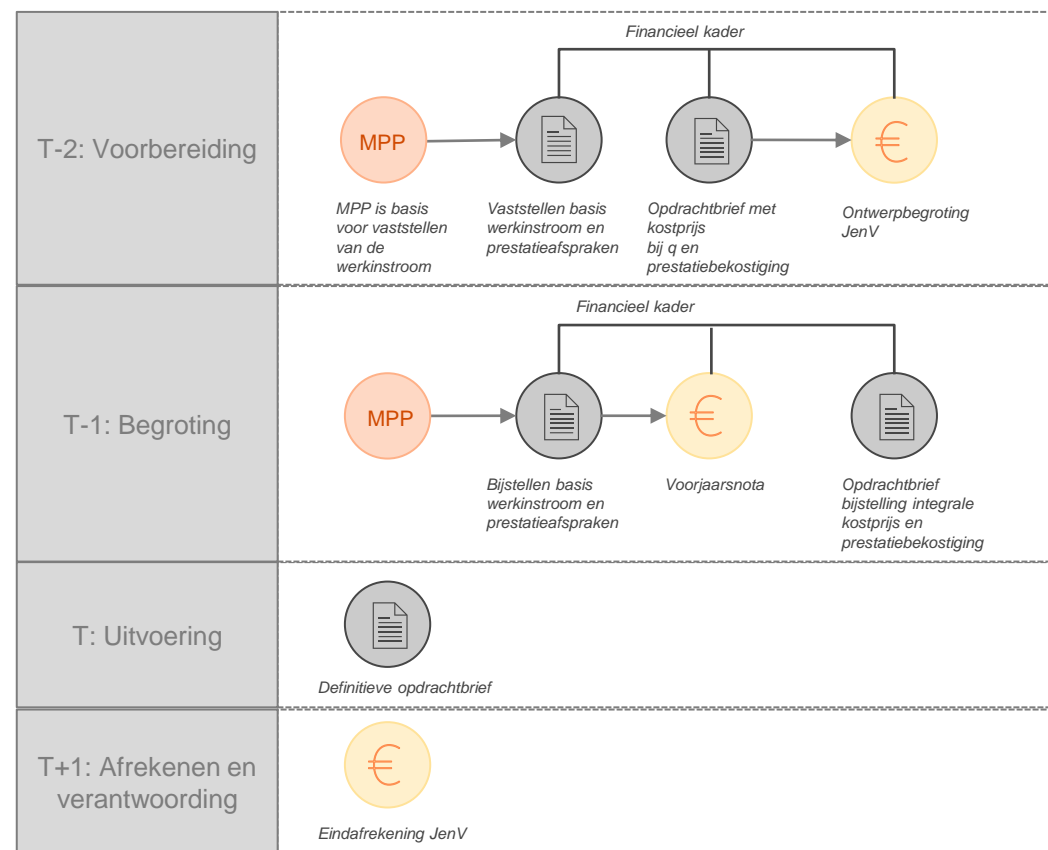 T-2: Voorbereiding
Financieel kader
MPP
MPP is basis
voor vaststellen
van de
werkinstroom
Vaststellen basis
werkinstroom en
prestatieafspraken
Opdrachtbrief met
kostprijs
bij q en
prestatiebekostiging
€
Ontwerpbegroting
JenV
T-1: Begroting
Financieel kader
MPP
Bijstellen basis
werkinstroom en
prestatieafspraken
€
Voorjaarsnota
Opdrachtbrief
bijstelling integrale
kostprijs en
prestatiebekostiging
T: Uitvoering
Definitieve opdrachtbrief
T+1: Afrekenen en
verantwoording
€
Eindafrekening JenV